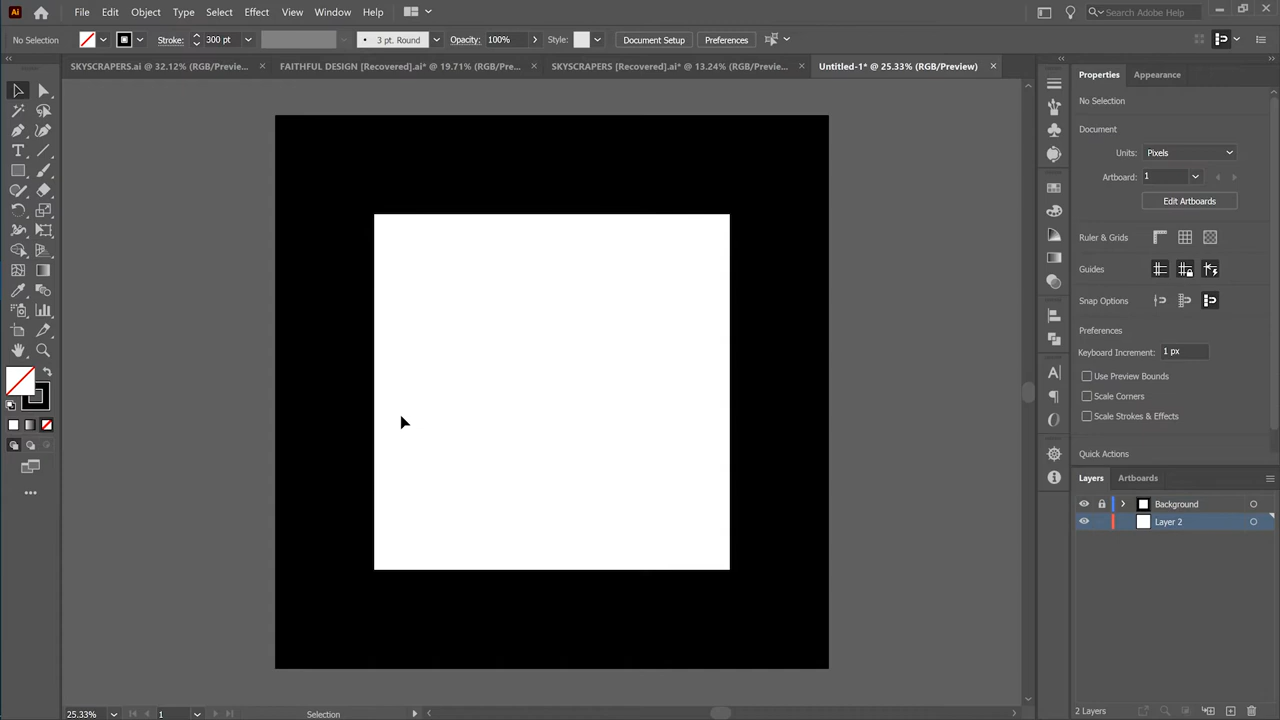 Ai File Edit Object Type Select Effect View Window Help Search Adobe Help
No Selection Stroke: 300 pt 3 pt. Round Opacity: 100% Style: Document Setup Preferences
SKYSCRAPERS.ai @ 32.12% (RGB/Previe... FAITHFUL DESIGN [Recovered].ai* @ 19.71% (RGB/Pre... SKYSCRAPERS [Recovered].ai* @ 13.24% (RGB/Previe... Untitled-1* @ 25.33% (RGB/Preview)
Properties Appearance
No Selection
Document
Units: Pixels
Artboard: 1
Edit Artboards
Ruler & Grids
Guides
Snap Options
Preferences
Keyboard Increment: 1 px
Use Preview Bounds
Scale Corners
Scale Strokes & Effects
Quick Actions
Layers Artboards
Background
Layer 2
2 Layers
25.33% 1 Selection